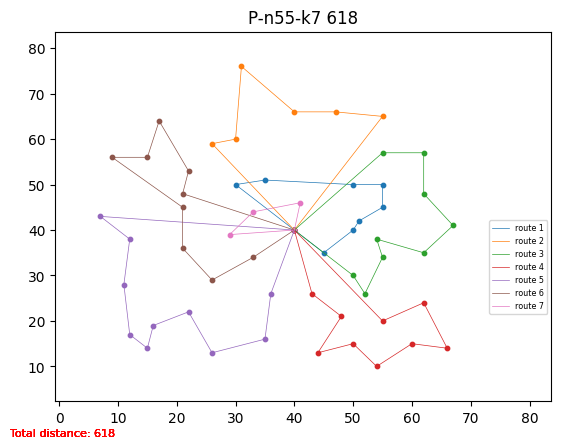 P-n55-k7 618
80
70
60
50
40
30
20
10
0 10 20 30 40 50 60 70 80
route 1
route 2
route 3
route 4
route 5
route 6
route 7
Total distance: 618